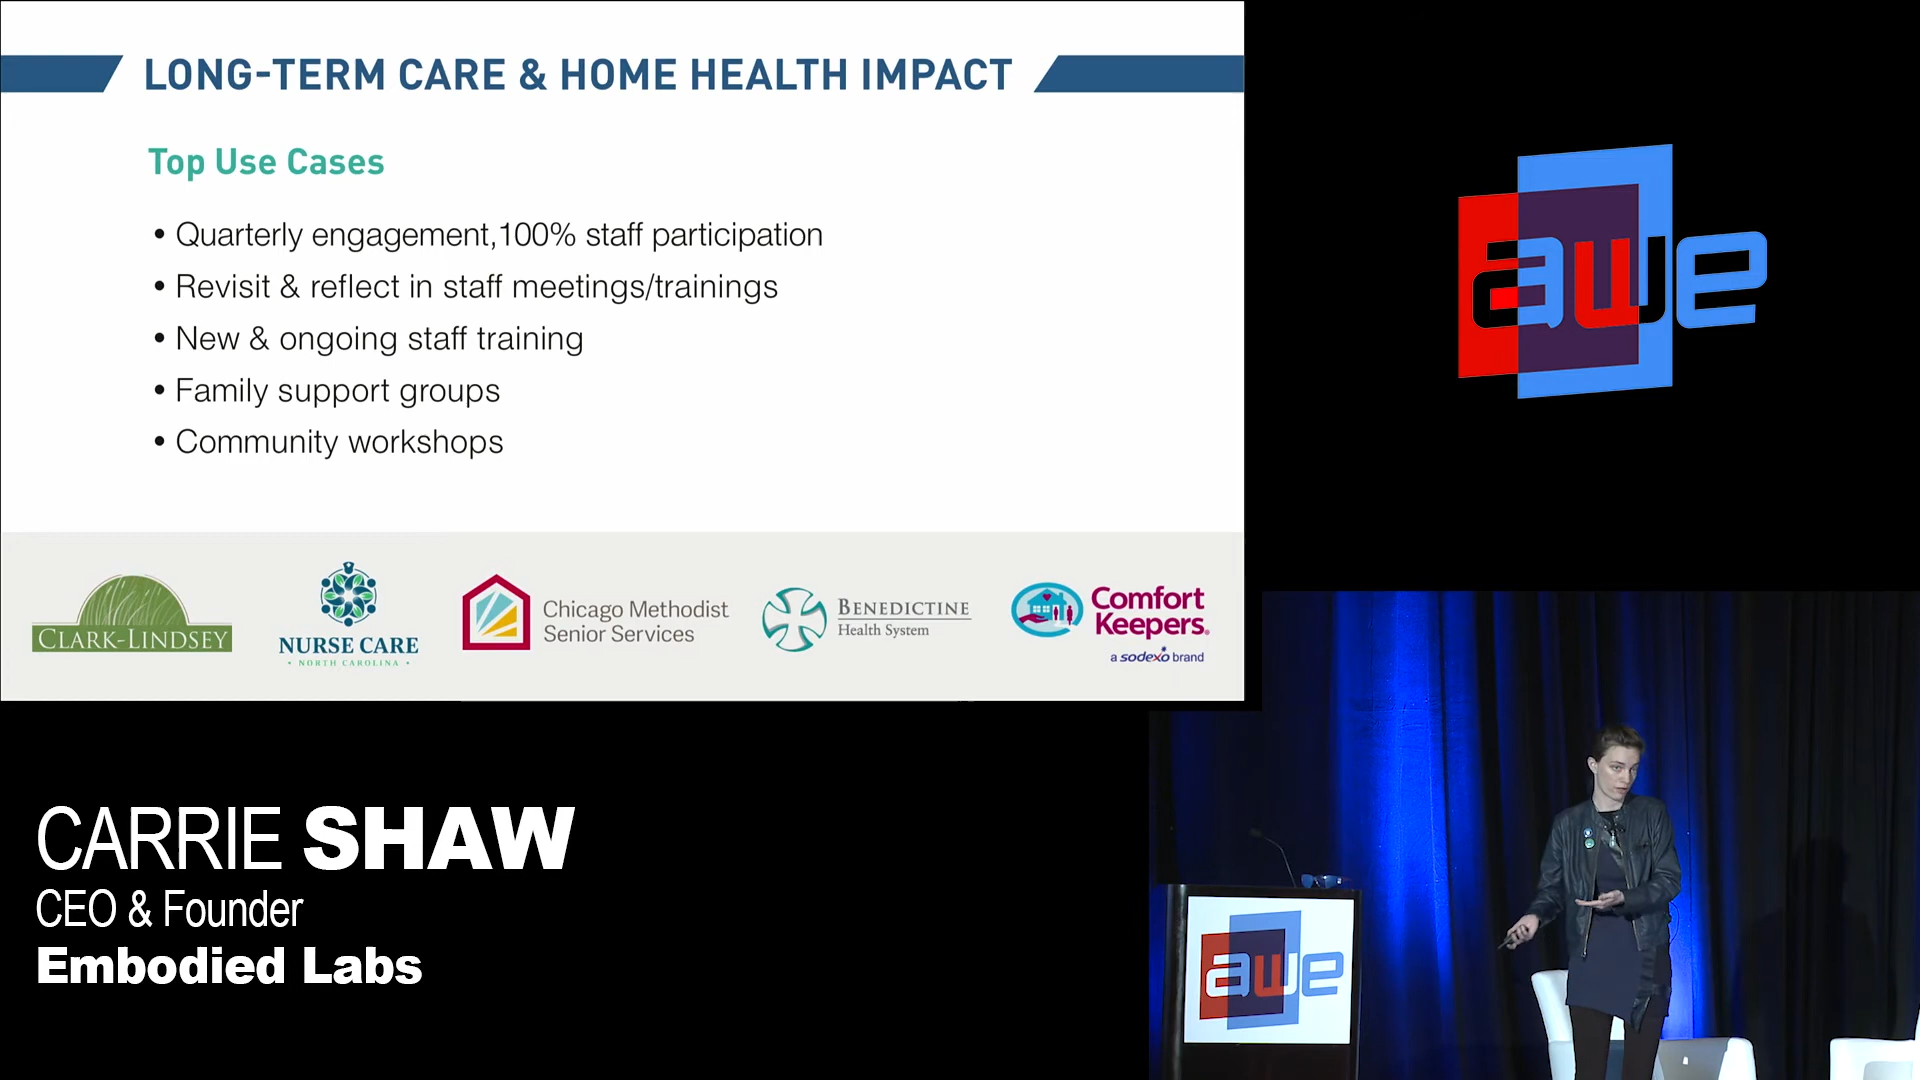 LONG-TERM CARE & HOME HEALTH IMPACT
Top Use Cases
• Quarterly engagement,100% staff participation
• Revisit & reflect in staff meetings/trainings
• New & ongoing staff training
• Family support groups
• Community workshops
CLARK-LINDSEY
NURSE CARE
• NORTH CAROLINA •
Chicago Methodist
Senior Services
BENEDICTINE
Health System
Comfort
Keepers®
a sodexo brand
awe
CARRIE SHAW
CEO & Founder
Embodied Labs
awe